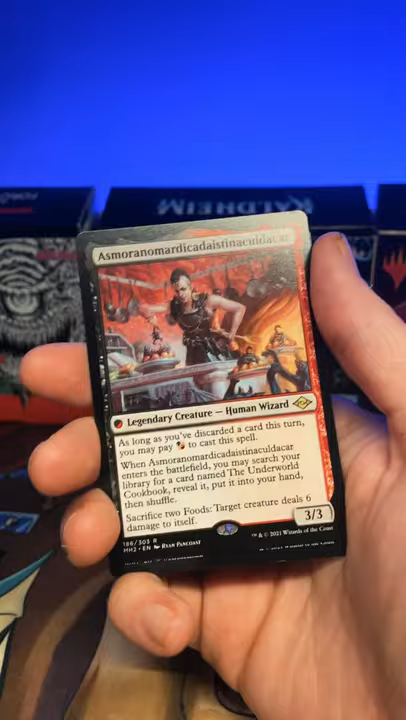 KALDHEIM
Asmoranomardicadaistinaculdacar
Legendary Creature — Human Wizard
As long as you've discarded a card this turn,
you may pay to cast this spell.
When Asmoranomardicadaistinaculdacar
enters the battlefield, you may search your
library for a card named The Underworld
Cookbook, reveal it, put it into your hand,
then shuffle.
Sacrifice two Foods: Target creature deals 6
damage to itself.
3/3
186/303 R
MH2 • EN RYAN PANCOAST
™ & © 2021 Wizards of the Coast